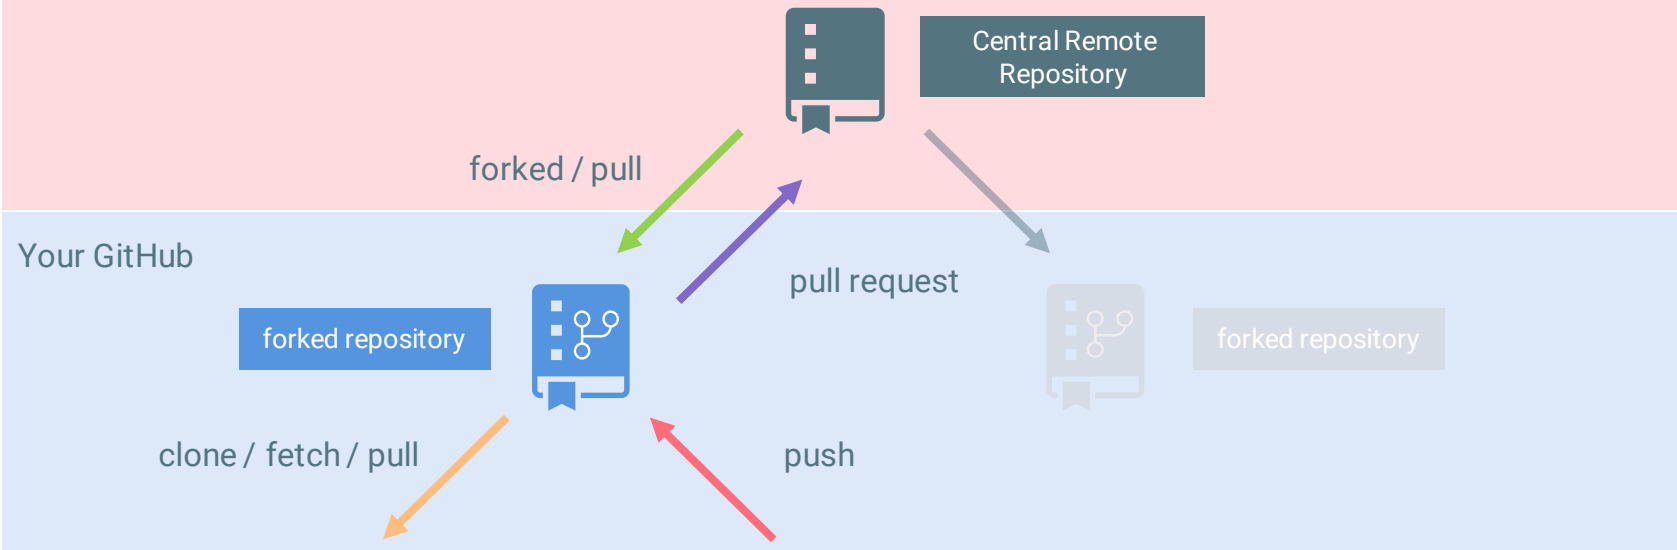 Central Remote
Repository
forked / pull
Your GitHub
pull request
forked repository
forked repository
clone / fetch / pull
push